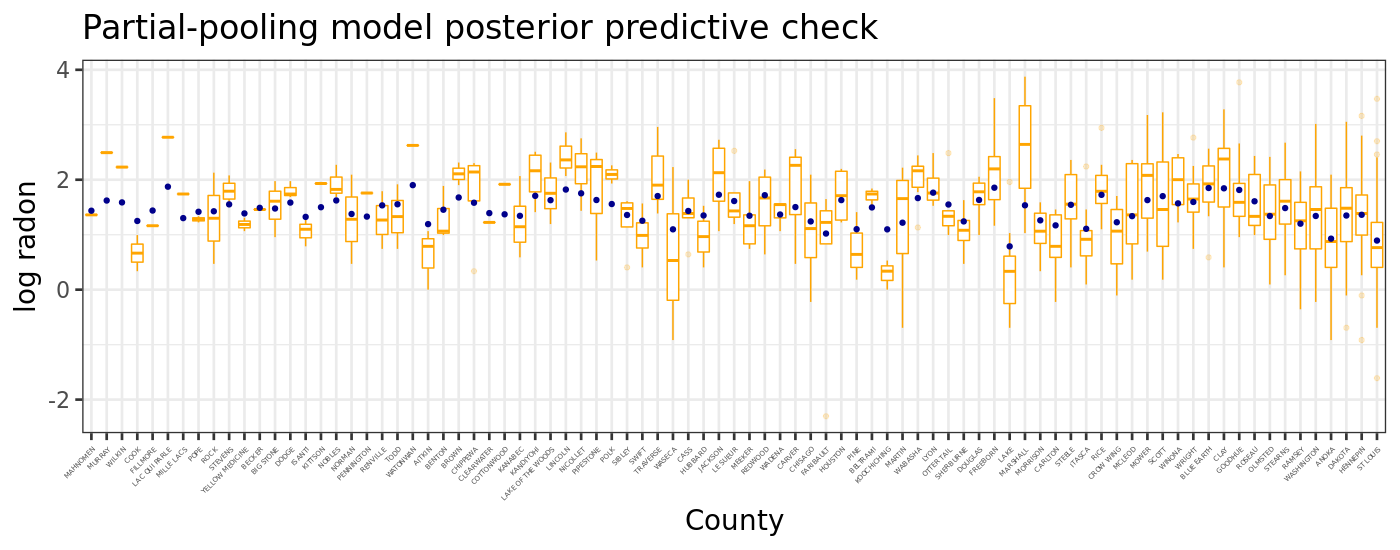 Partial-pooling model posterior predictive check
4
2
0
-2
log radon
MAHNOMEN
MURRAY
WILKIN
COOK
FILLMORE
LAC QUI PARLE
MILLE LACS
POPE
ROCK
STEVENS
YELLOW MEDICINE
BECKER
BIG STONE
DODGE
ISANTI
KITTSON
NOBLES
NORMAN
PENNINGTON
RENVILLE
TODD
WATONWAN
AITKIN
BENTON
BROWN
CHIPPEWA
CLEARWATER
COTTONWOOD
KANABEC
KANDIYOHI
LAKE OF THE WOODS
LINCOLN
NICOLLET
PIPESTONE
POLK
SIBLEY
SWIFT
TRAVERSE
WASECA
CASS
HUBBARD
JACKSON
LE SUEUR
MEEKER
REDWOOD
WADENA
CARVER
CHISAGO
FARIBAULT
HOUSTON
PINE
BELTRAMI
KOOCHICHING
MARTIN
WABASHA
LYON
OTTER TAIL
SHERBURNE
DOUGLAS
FREEBORN
LAKE
MARSHALL
MORRISON
CARLTON
STEELE
ITASCA
RICE
CROW WING
MCLEOD
MOWER
SCOTT
WINONA
WRIGHT
BLUE EARTH
CLAY
GOODHUE
ROSEAU
OLMSTED
STEARNS
RAMSEY
WASHINGTON
ANOKA
DAKOTA
HENNEPIN
ST LOUIS
County